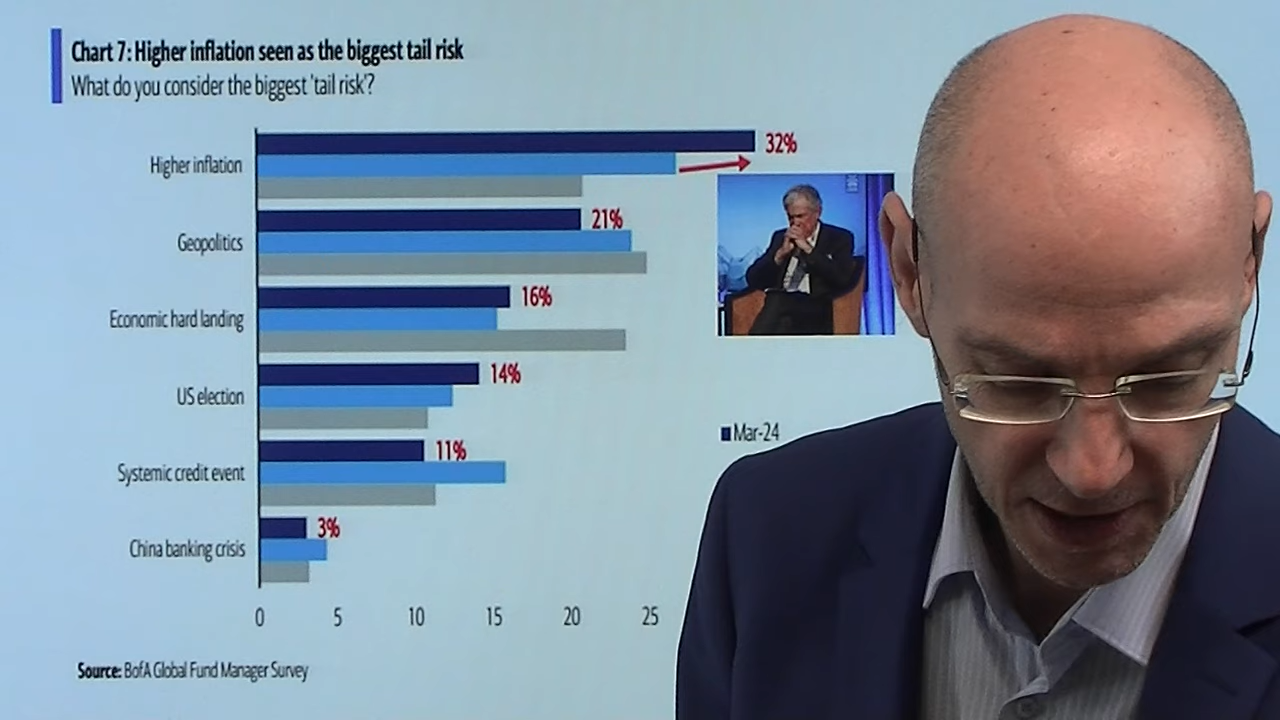 Chart 7: Higher inflation seen as the biggest tail risk
What do you consider the biggest 'tail risk'?
Higher inflation
32%
Geopolitics
21%
Economic hard landing
16%
US election
14%
Systemic credit event
11%
China banking crisis
3%
Mar-24
0 5 10 15 20 25
Source: BofA Global Fund Manager Survey